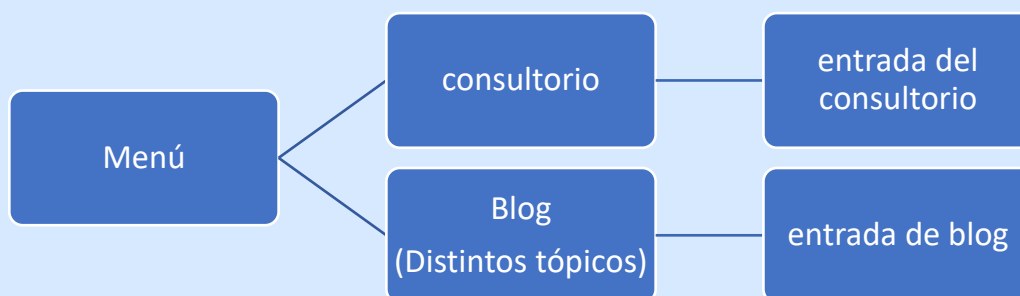 Menú
consultorio
entrada del
consultorio
Blog
(Distintos tópicos)
entrada de blog